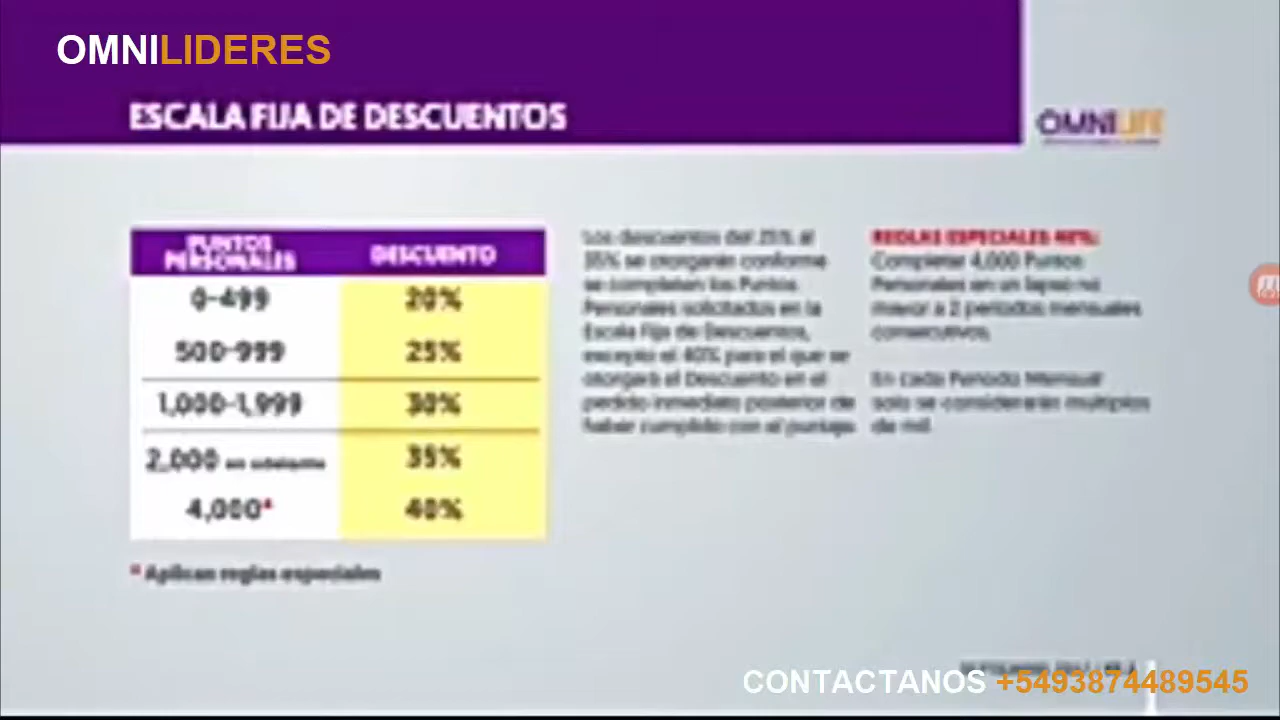 OMNILIDERES
ESCALA FIJA DE DESCUENTOS
OMNILIFE
PUNTOS
PERSONALES
DESCUENTO
0-499
20%
500-999
25%
1,000-1,999
30%
2,000 en adelante
35%
4,000*
40%
* Aplican reglas especiales
Los descuentos del 25% al
35% se otorgarán conforme
se completen los Puntos
Personales solicitados en la
Escala Fija de Descuentos,
excepto el 40% para el que se
otorgará el Descuento en el
pedido inmediato posterior de
haber cumplido con el puntaje.
REGLAS ESPECIALES 40%:
Completar 4,000 Puntos
Personales en un lapso no
mayor a 2 periodos mensuales
consecutivos.
En cada Periodo Mensual
solo se considerarán múltiplos
de mil.
CONTACTANOS +5493874489545